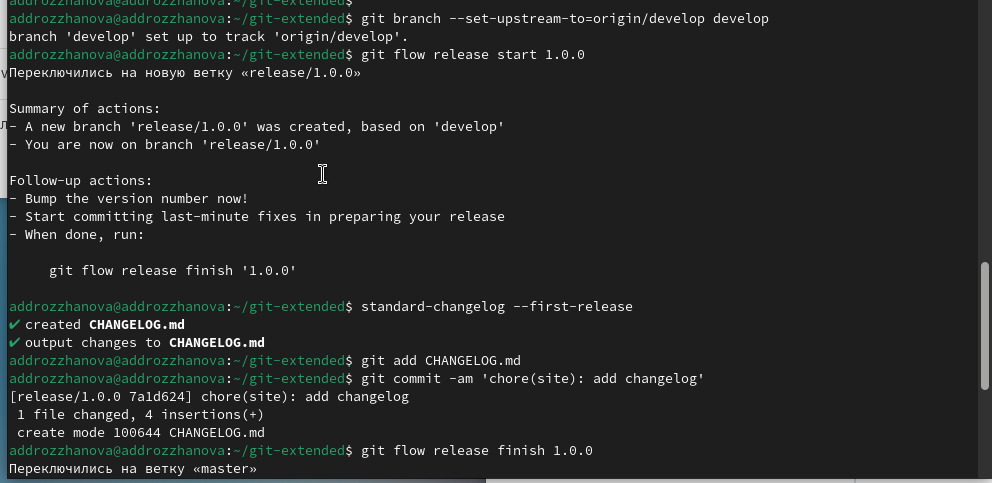 addrozzhanova@addrozzhanova:~/git-extended$
addrozzhanova@addrozzhanova:~/git-extended$ git branch --set-upstream-to=origin/develop develop
branch 'develop' set up to track 'origin/develop'.
addrozzhanova@addrozzhanova:~/git-extended$ git flow release start 1.0.0
Переключились на новую ветку «release/1.0.0»
Summary of actions:
- A new branch 'release/1.0.0' was created, based on 'develop'
- You are now on branch 'release/1.0.0'
Follow-up actions:
- Bump the version number now!
- Start committing last-minute fixes in preparing your release
- When done, run:
git flow release finish '1.0.0'
addrozzhanova@addrozzhanova:~/git-extended$ standard-changelog --first-release
✔ created CHANGELOG.md
✔ output changes to CHANGELOG.md
addrozzhanova@addrozzhanova:~/git-extended$ git add CHANGELOG.md
addrozzhanova@addrozzhanova:~/git-extended$ git commit -am 'chore(site): add changelog'
[release/1.0.0 7a1d624] chore(site): add changelog
1 file changed, 4 insertions(+)
create mode 100644 CHANGELOG.md
addrozzhanova@addrozzhanova:~/git-extended$ git flow release finish 1.0.0
Переключились на ветку «master»